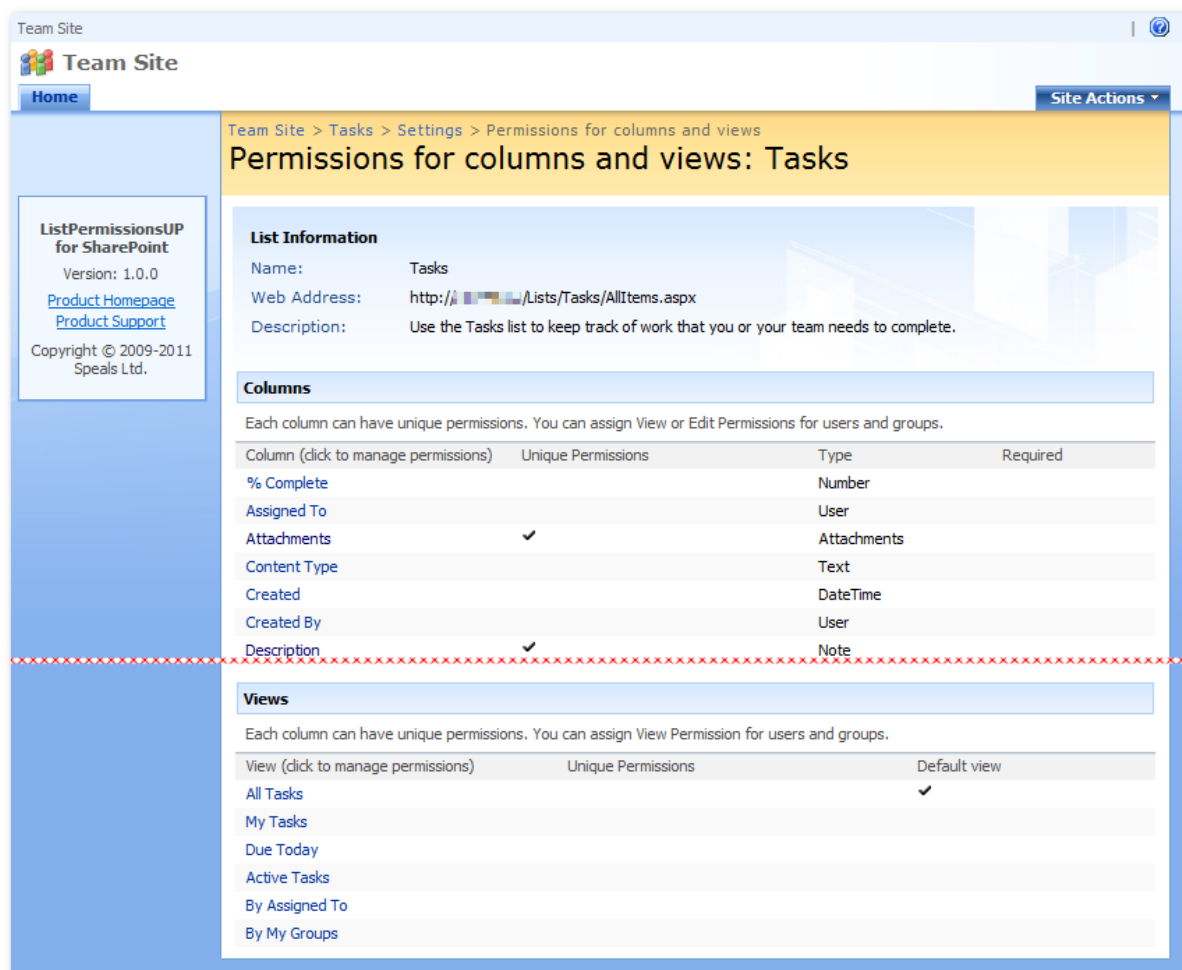 Team Site
|
Team Site
Home
Site Actions
Team Site > Tasks > Settings > Permissions for columns and views
Permissions for columns and views: Tasks
ListPermissionsUP
for SharePoint
Version: 1.0.0
Product Homepage
Product Support
Copyright © 2009-2011
Speals Ltd.
List Information
Name: Tasks
Web Address: http:// /Lists/Tasks/AllItems.aspx
Description: Use the Tasks list to keep track of work that you or your team needs to complete.
Columns
Each column can have unique permissions. You can assign View or Edit Permissions for users and groups.
Column (click to manage permissions) Unique Permissions Type Required
% Complete Number
Assigned To User
Attachments ✔ Attachments
Content Type Text
Created DateTime
Created By User
Description ✔ Note
Views
Each column can have unique permissions. You can assign View Permission for users and groups.
View (click to manage permissions) Unique Permissions Default view
All Tasks ✔
My Tasks
Due Today
Active Tasks
By Assigned To
By My Groups